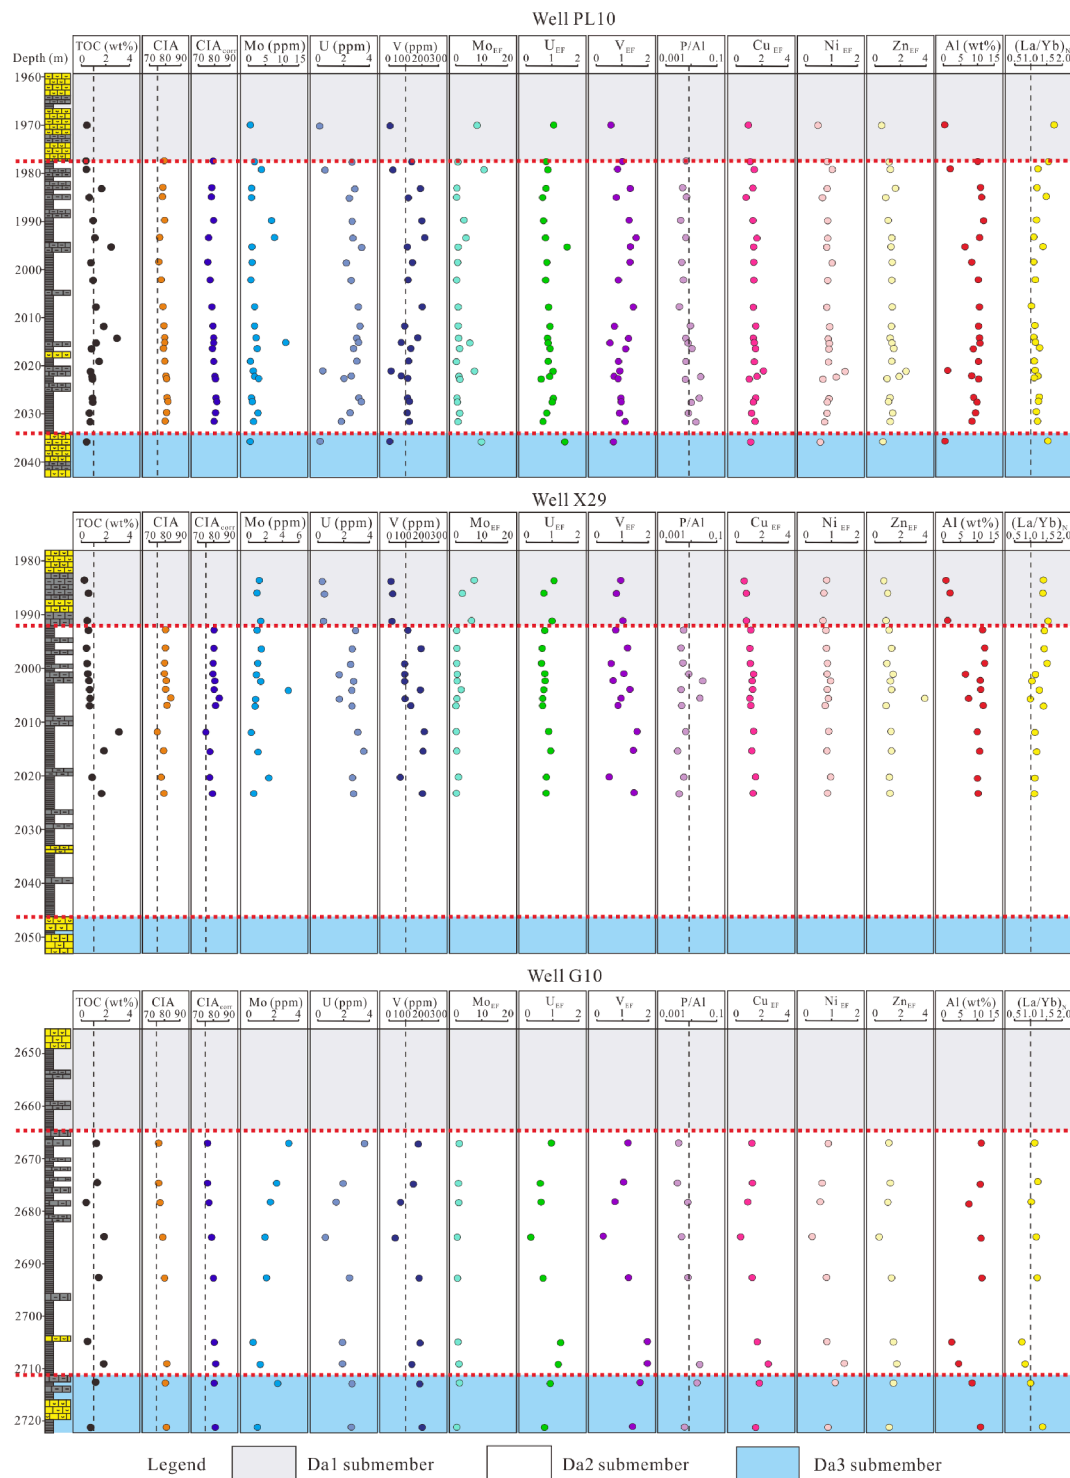 Well PL10
TOC (wt%) CIA CIAcorr Mo (ppm) U (ppm) V (ppm) MoEF UEF VEF P/Al CuEF NiEF ZnEF Al (wt%) (La/Yb)N
Depth (m) 0 2 4 70 80 90 70 80 90 0 5 10 15 0 2 4 0 100 200 300 0 10 20 0 1 2 0 1 2 0.001 0.1 0 2 4 0 1 2 0 2 4 0 5 10 15 0.5 1.0 1.5 2.0
1960
1970
1980
1990
2000
2010
2020
2030
2040
Well X29
TOC (wt%) CIA CIAcorr Mo (ppm) U (ppm) V (ppm) MoEF UEF VEF P/Al CuEF NiEF ZnEF Al (wt%) (La/Yb)N
0 2 4 70 80 90 70 80 90 0 2 4 6 0 2 4 0 100 200 300 0 10 20 0 1 2 0 1 2 0.001 0.1 0 2 4 0 1 2 0 2 4 0 5 10 15 0.5 1.0 1.5 2.0
1980
1990
2000
2010
2020
2030
2040
2050
Well G10
TOC (wt%) CIA CIAcorr Mo (ppm) U (ppm) V (ppm) MoEF UEF VEF P/Al CuEF NiEF ZnEF Al (wt%) (La/Yb)N
0 2 4 70 80 90 70 80 90 0 2 4 0 2 4 0 100 200 300 0 10 20 0 1 2 0 1 2 0.001 0.1 0 2 4 0 1 2 0 2 4 0 5 10 15 0.5 1.0 1.5 2.0
2650
2660
2670
2680
2690
2700
2710
2720
Legend Da1 submember Da2 submember Da3 submember